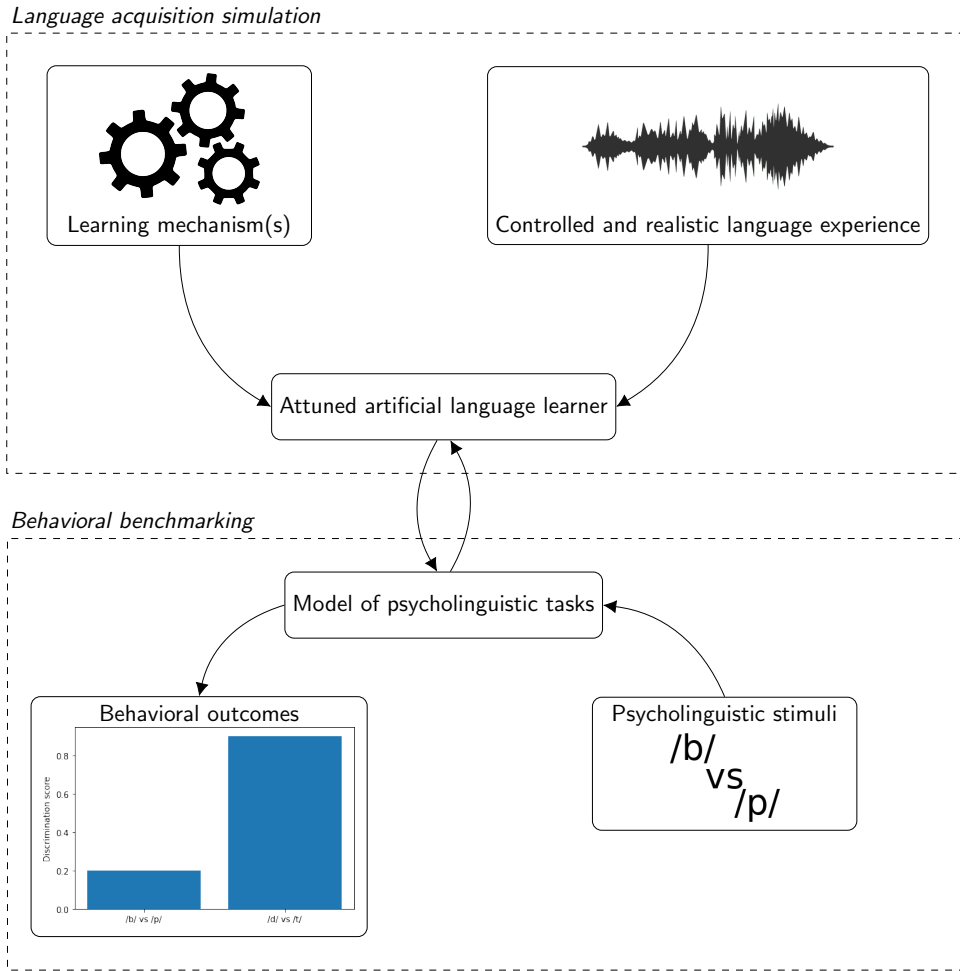 Language acquisition simulation
Learning mechanism(s)
Controlled and realistic language experience
Attuned artificial language learner
Behavioral benchmarking
Model of psycholinguistic tasks
Behavioral outcomes
Discrimination score
0.8
0.6
0.4
0.2
0.0
/b/ vs /p/
/d/ vs /t/
Psycholinguistic stimuli
/b/
vs
/p/